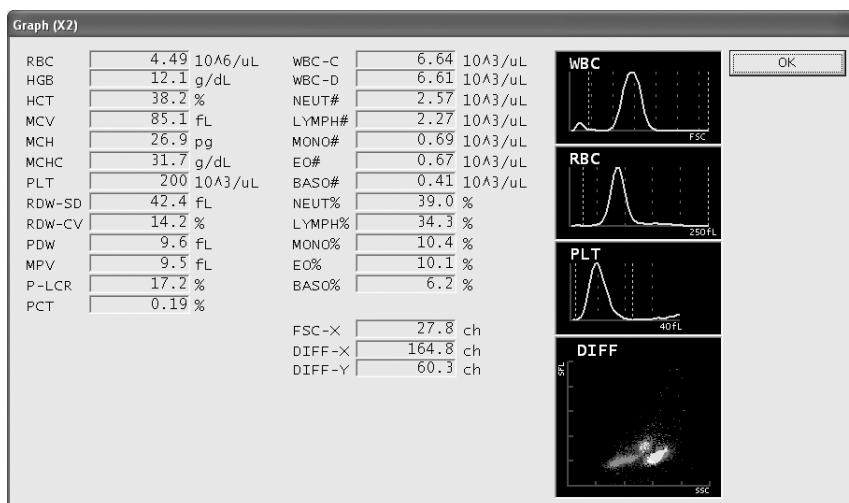 Graph (X2)
RBC 4.49 10^6/uL
HGB 12.1 g/dL
HCT 38.2 %
MCV 85.1 fL
MCH 26.9 pg
MCHC 31.7 g/dL
PLT 200 10^3/uL
RDW-SD 42.4 fL
RDW-CV 14.2 %
PDW 9.6 fL
MPV 9.5 fL
P-LCR 17.2 %
PCT 0.19 %
WBC-C 6.64 10^3/uL
WBC-D 6.61 10^3/uL
NEUT# 2.57 10^3/uL
LYMPH# 2.27 10^3/uL
MONO# 0.69 10^3/uL
EO# 0.67 10^3/uL
BASO# 0.41 10^3/uL
NEUT% 39.0 %
LYMPH% 34.3 %
MONO% 10.4 %
EO% 10.1 %
BASO% 6.2 %
FSC-X 27.8 ch
DIFF-X 164.8 ch
DIFF-Y 60.3 ch
WBC
FSC
RBC
250fL
PLT
40fL
DIFF
SFL
SSC
OK